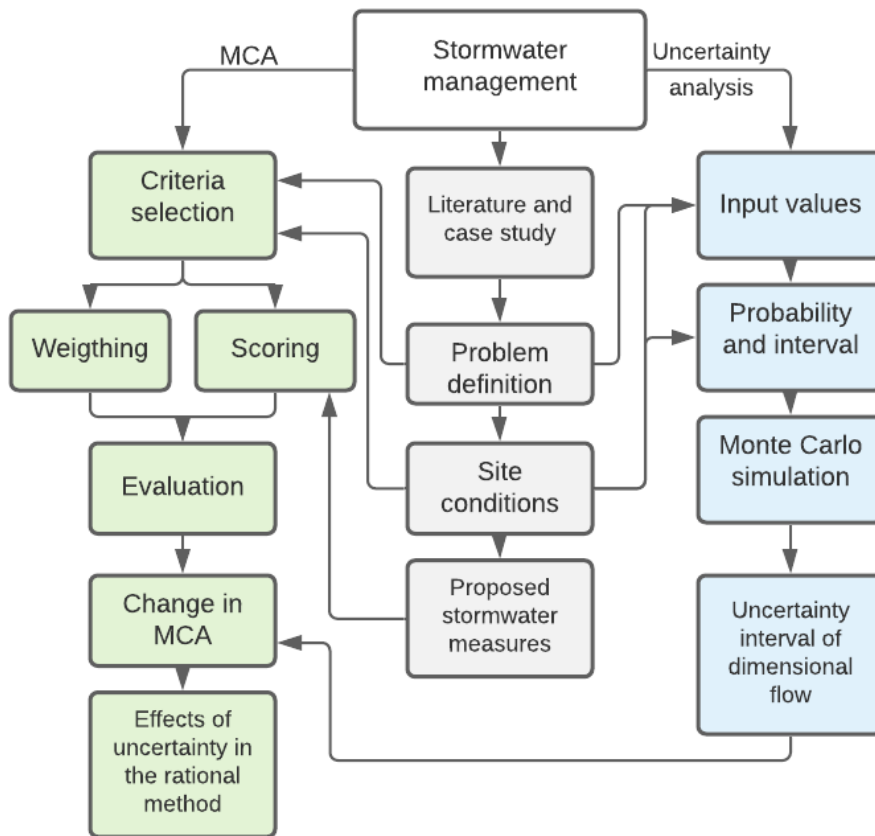 MCA
Stormwater
management
Uncertainty
analysis
Criteria
selection
Literature and
case study
Input values
Weigthing
Scoring
Problem
definition
Probability
and interval
Evaluation
Site
conditions
Monte Carlo
simulation
Change in
MCA
Proposed
stormwater
measures
Uncertainty
interval of
dimensional
flow
Effects of
uncertainty in
the rational
method